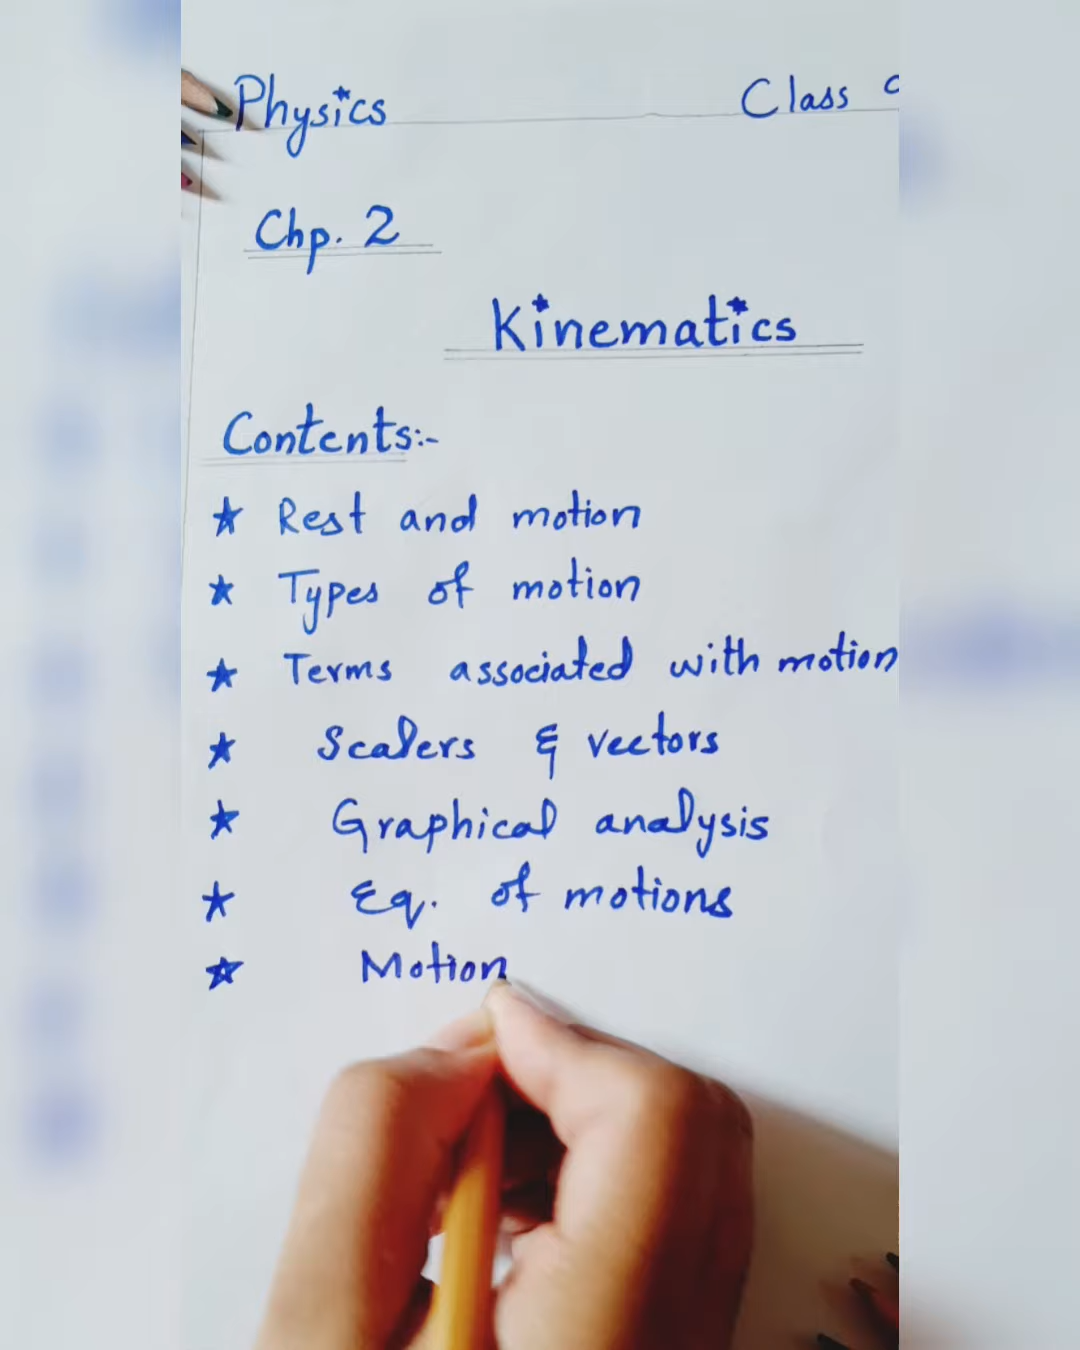 Physics Class
Chp. 2
Kinematics
Contents:-
★ Rest and motion
★ Types of motion
★ Terms associated with motion
★ Scalers & vectors
★ Graphical analysis
★ Eq. of motions
★ Motion